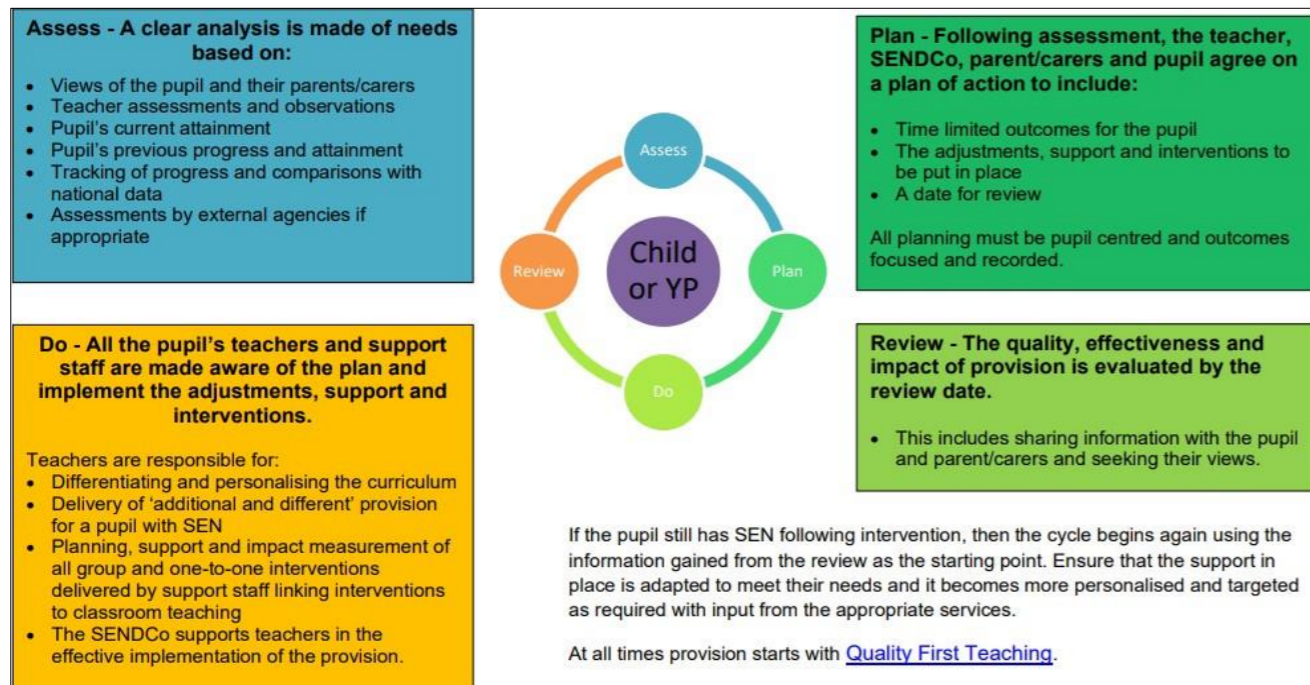 Assess - A clear analysis is made of needs
based on:
• Views of the pupil and their parents/carers
• Teacher assessments and observations
• Pupil's current attainment
• Pupil's previous progress and attainment
• Tracking of progress and comparisons with
national data
• Assessments by external agencies if
appropriate
Plan - Following assessment, the teacher,
SENDCo, parent/carers and pupil agree on
a plan of action to include:
• Time limited outcomes for the pupil
• The adjustments, support and interventions to
be put in place
• A date for review
All planning must be pupil centred and outcomes
focused and recorded.
Assess
Review
Child
or YP
Plan
Do
Do - All the pupil's teachers and support
staff are made aware of the plan and
implement the adjustments, support and
interventions.
Teachers are responsible for:
• Differentiating and personalising the curriculum
• Delivery of 'additional and different' provision
for a pupil with SEN
• Planning, support and impact measurement of
all group and one-to-one interventions
delivered by support staff linking interventions
to classroom teaching
• The SENDCo supports teachers in the
effective implementation of the provision.
Review - The quality, effectiveness and
impact of provision is evaluated by the
review date.
• This includes sharing information with the pupil
and parent/carers and seeking their views.
If the pupil still has SEN following intervention, then the cycle begins again using the
information gained from the review as the starting point. Ensure that the support in
place is adapted to meet their needs and it becomes more personalised and targeted
as required with input from the appropriate services.
At all times provision starts with Quality First Teaching.